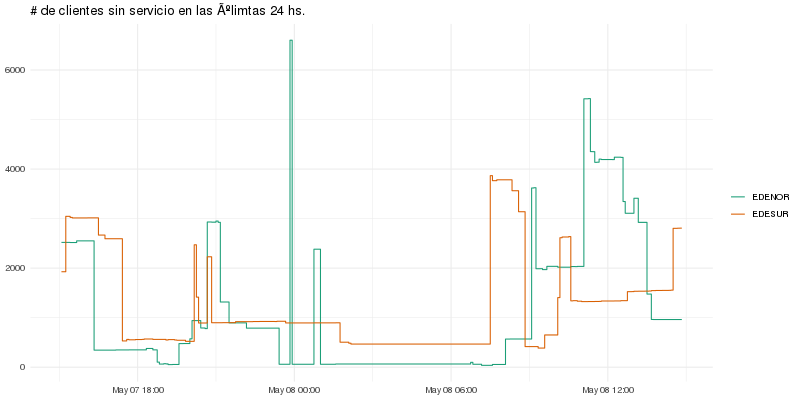 # de clientes sin servicio en las Ãºlimtas 24 hs.
6000
4000
2000
0
May 07 18:00
May 08 00:00
May 08 06:00
May 08 12:00
EDENOR
EDESUR